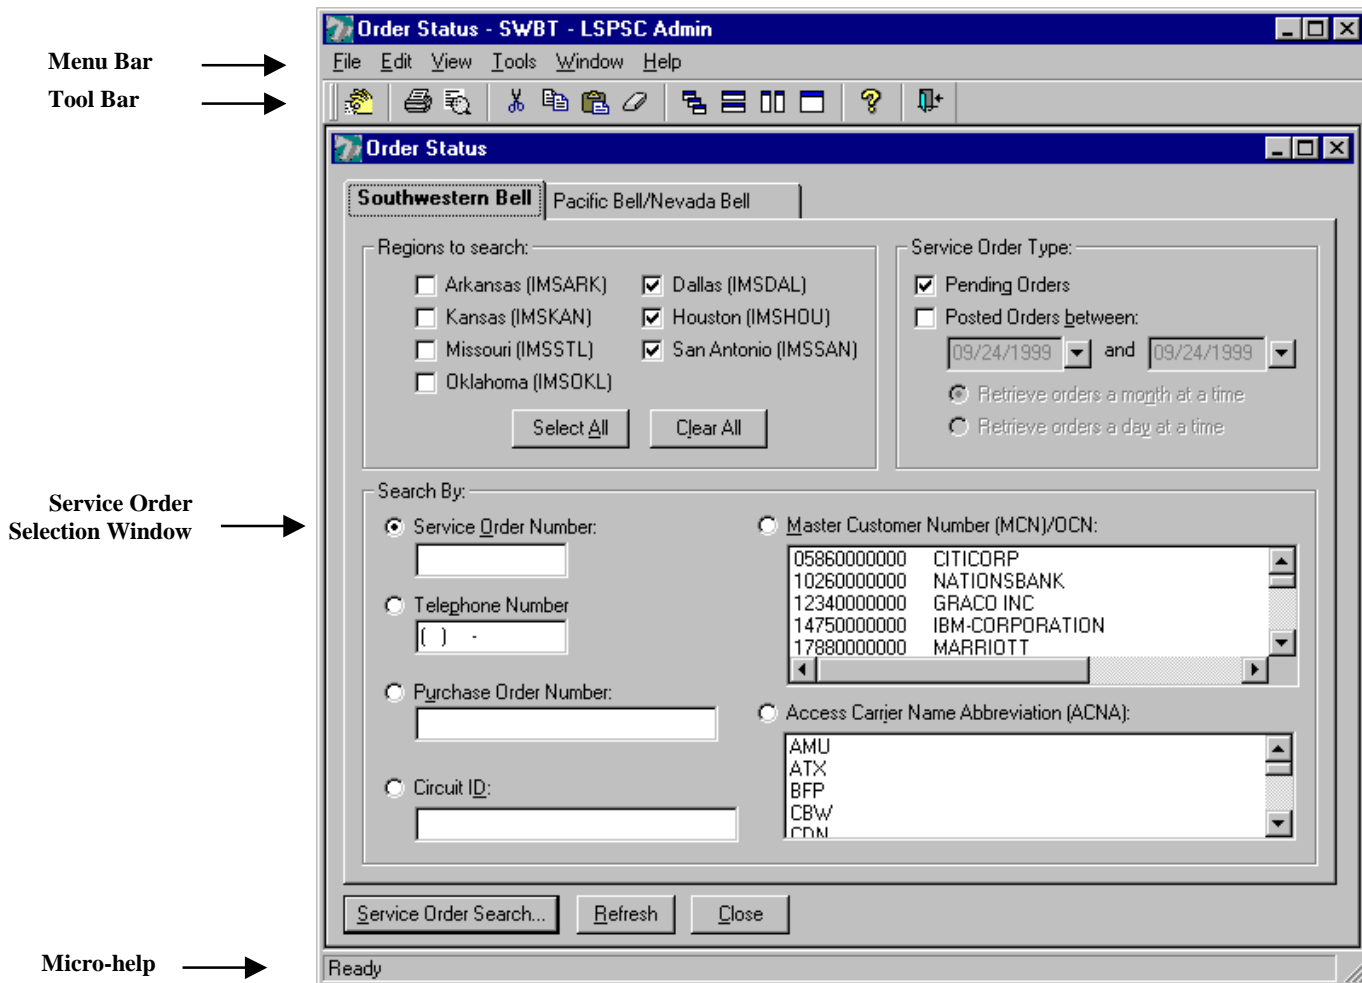 Order Status - SWBT - LSPSC Admin
Menu Bar
File Edit View Tools Window Help
Tool Bar
Order Status
Southwestern Bell
Pacific Bell/Nevada Bell
Regions to search:
Arkansas (IMSARK)
Dallas (IMSDAL)
Kansas (IMSKAN)
Houston (IMSHOU)
Missouri (IMSSTL)
San Antonio (IMSSAN)
Oklahoma (IMSOKL)
Select All
Clear All
Service Order Type:
Pending Orders
Posted Orders between:
09/24/1999 and 09/24/1999
Retrieve orders a month at a time
Retrieve orders a day at a time
Service Order
Selection Window
Search By:
Service Order Number:
Telephone Number
( ) -
Purchase Order Number:
Circuit ID:
Master Customer Number (MCN)/OCN:
05860000000 CITICORP
10260000000 NATIONSBANK
12340000000 GRACO INC
14750000000 IBM-CORPORATION
17880000000 MARRIOTT
Access Carrier Name Abbreviation (ACNA):
AMU
ATX
BFP
CBW
CDN
Service Order Search...
Refresh
Close
Micro-help
Ready